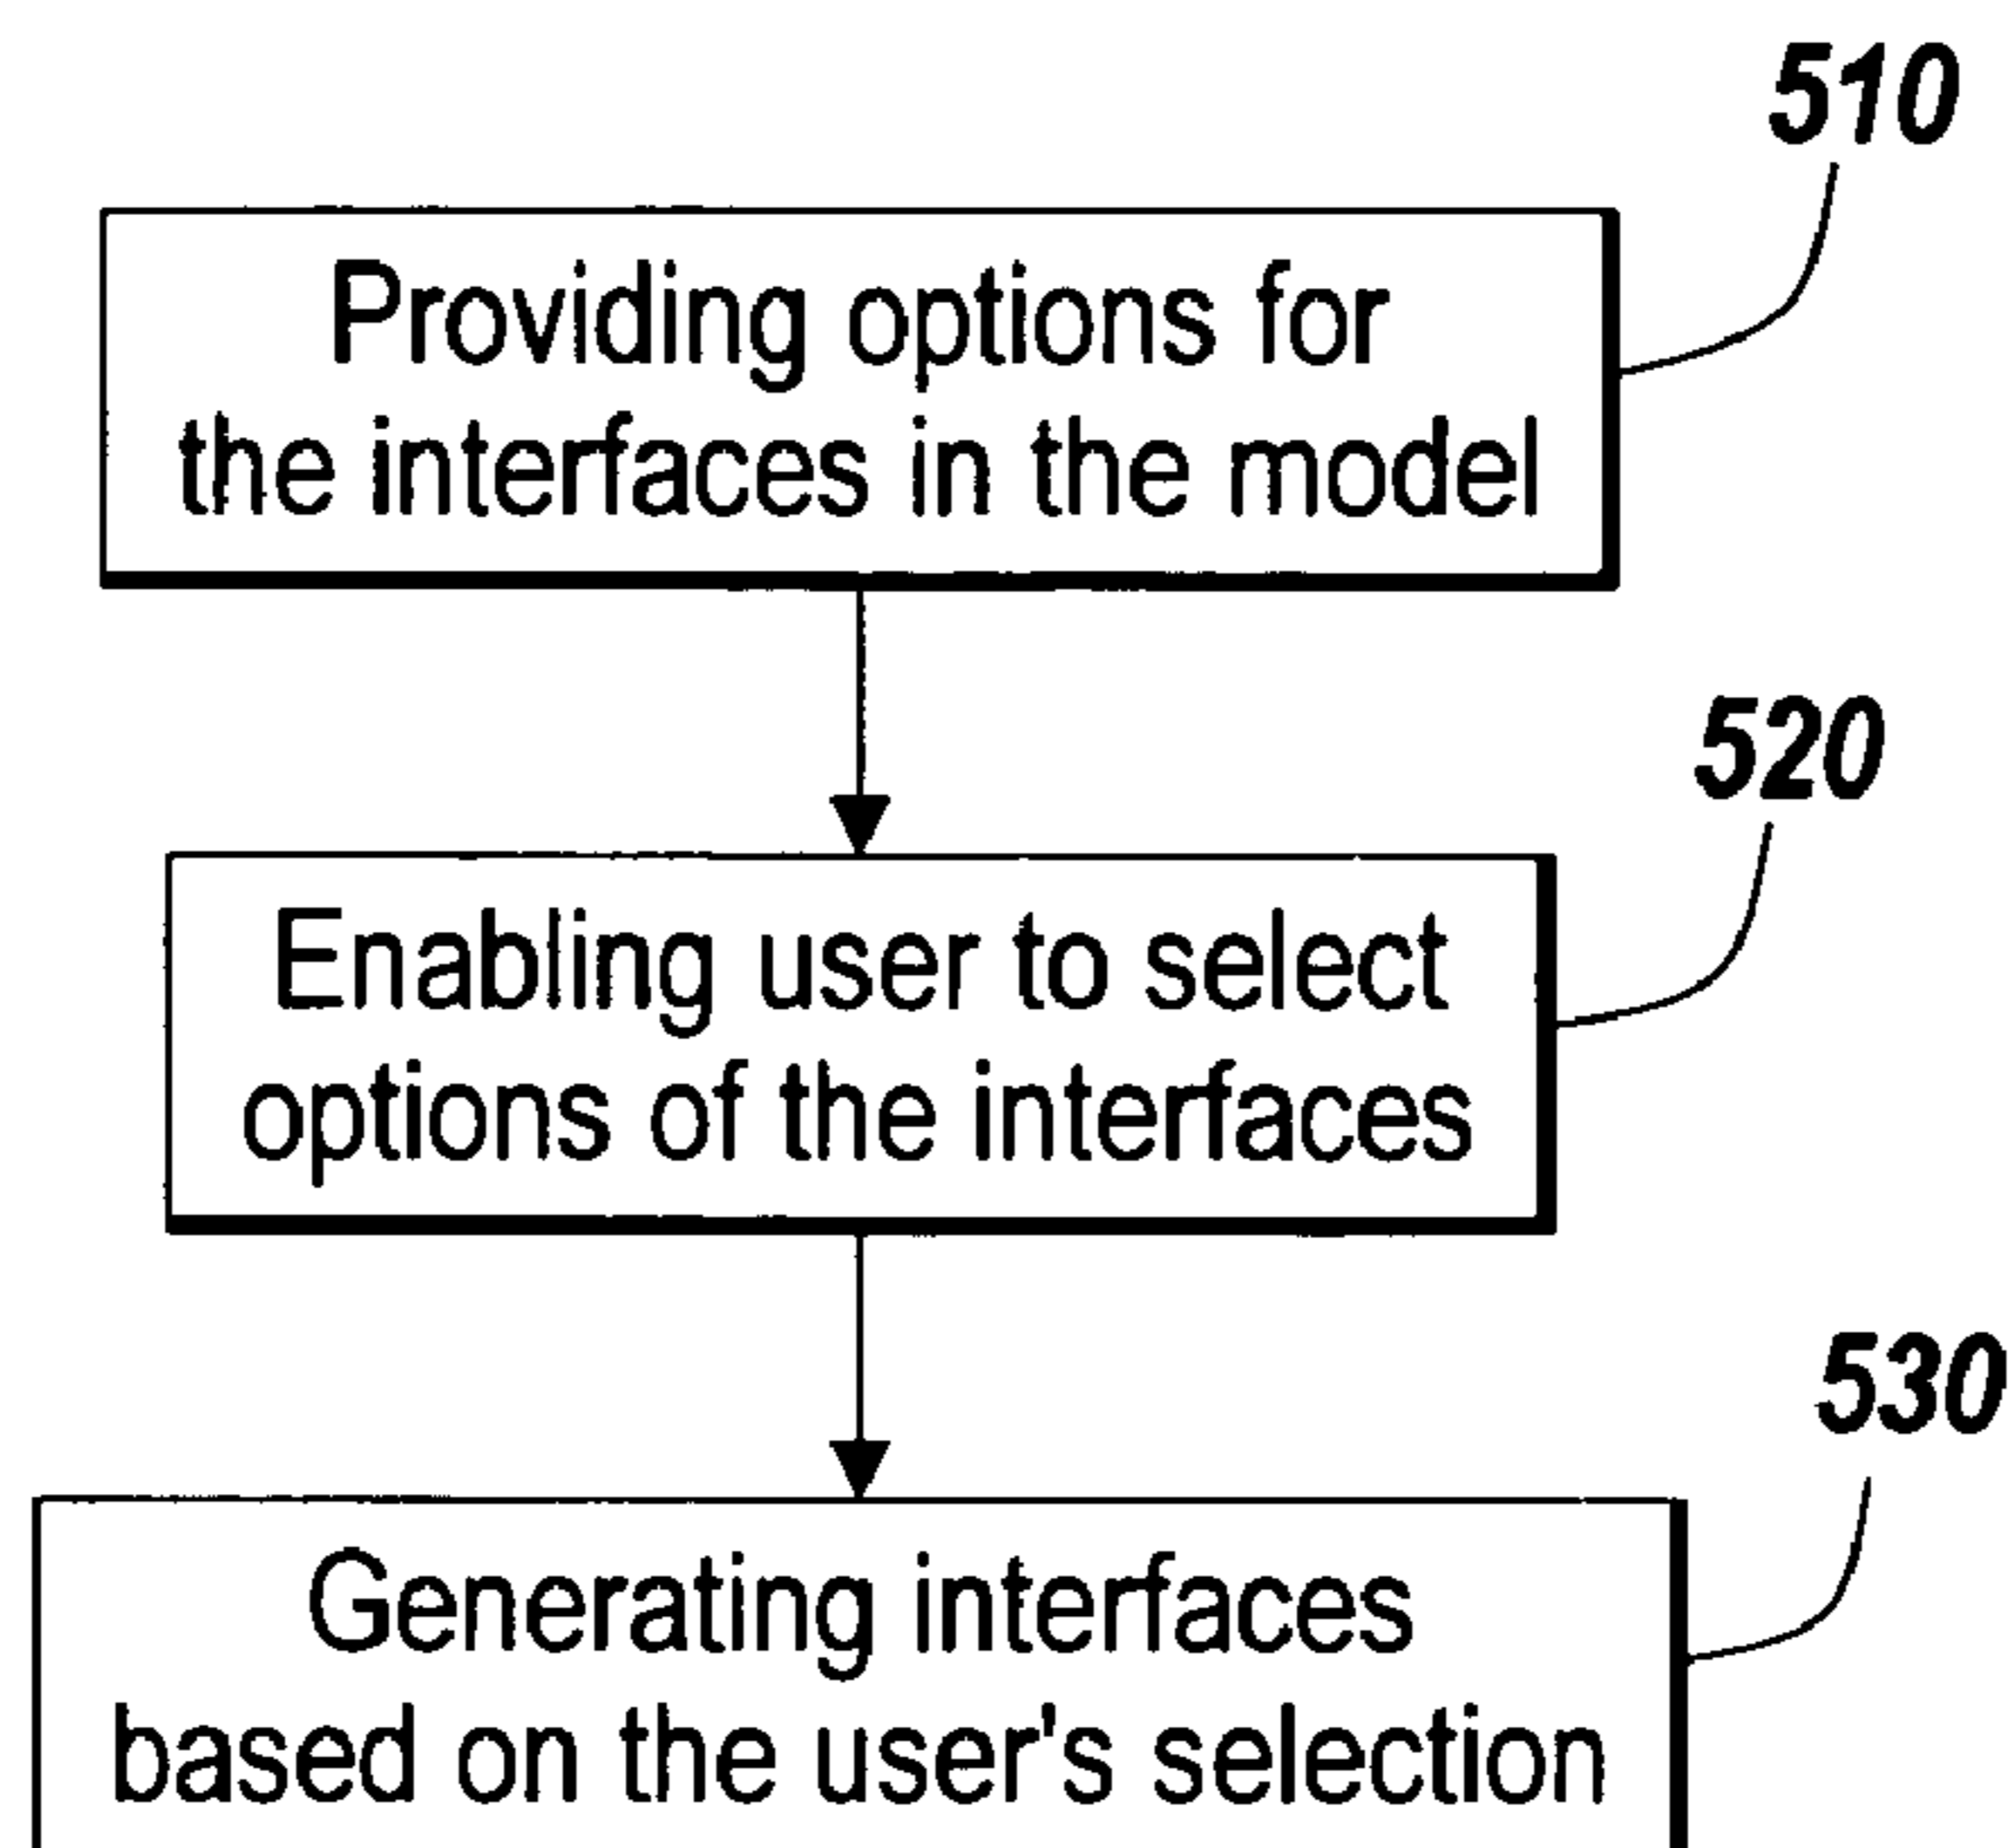 510
Providing options for
the interfaces in the model
520
Enabling user to select
options of the interfaces
530
Generating interfaces
based on the user's selection